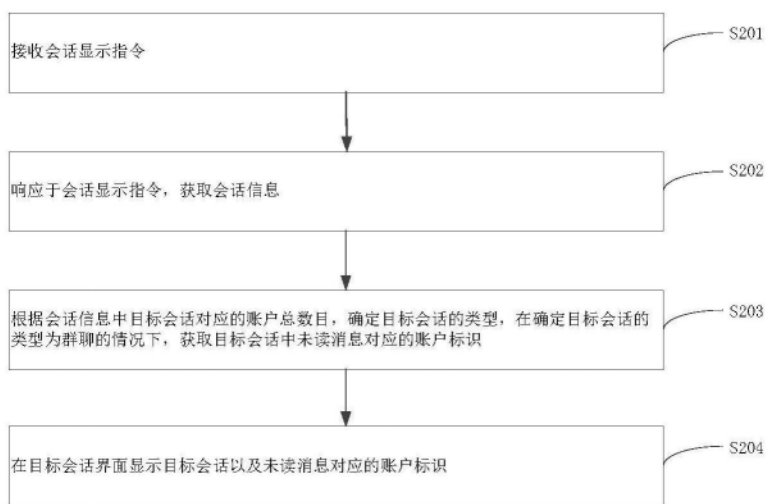 接收会话显示指令
S201
响应于会话显示指令，获取会话信息
S202
根据会话信息中目标会话对应的账户总数目，确定目标会话的类型，在确定目标会话的
类型为群聊的情况下，获取目标会话中未读消息对应的账户标识
S203
在目标会话界面显示目标会话以及未读消息对应的账户标识
S204